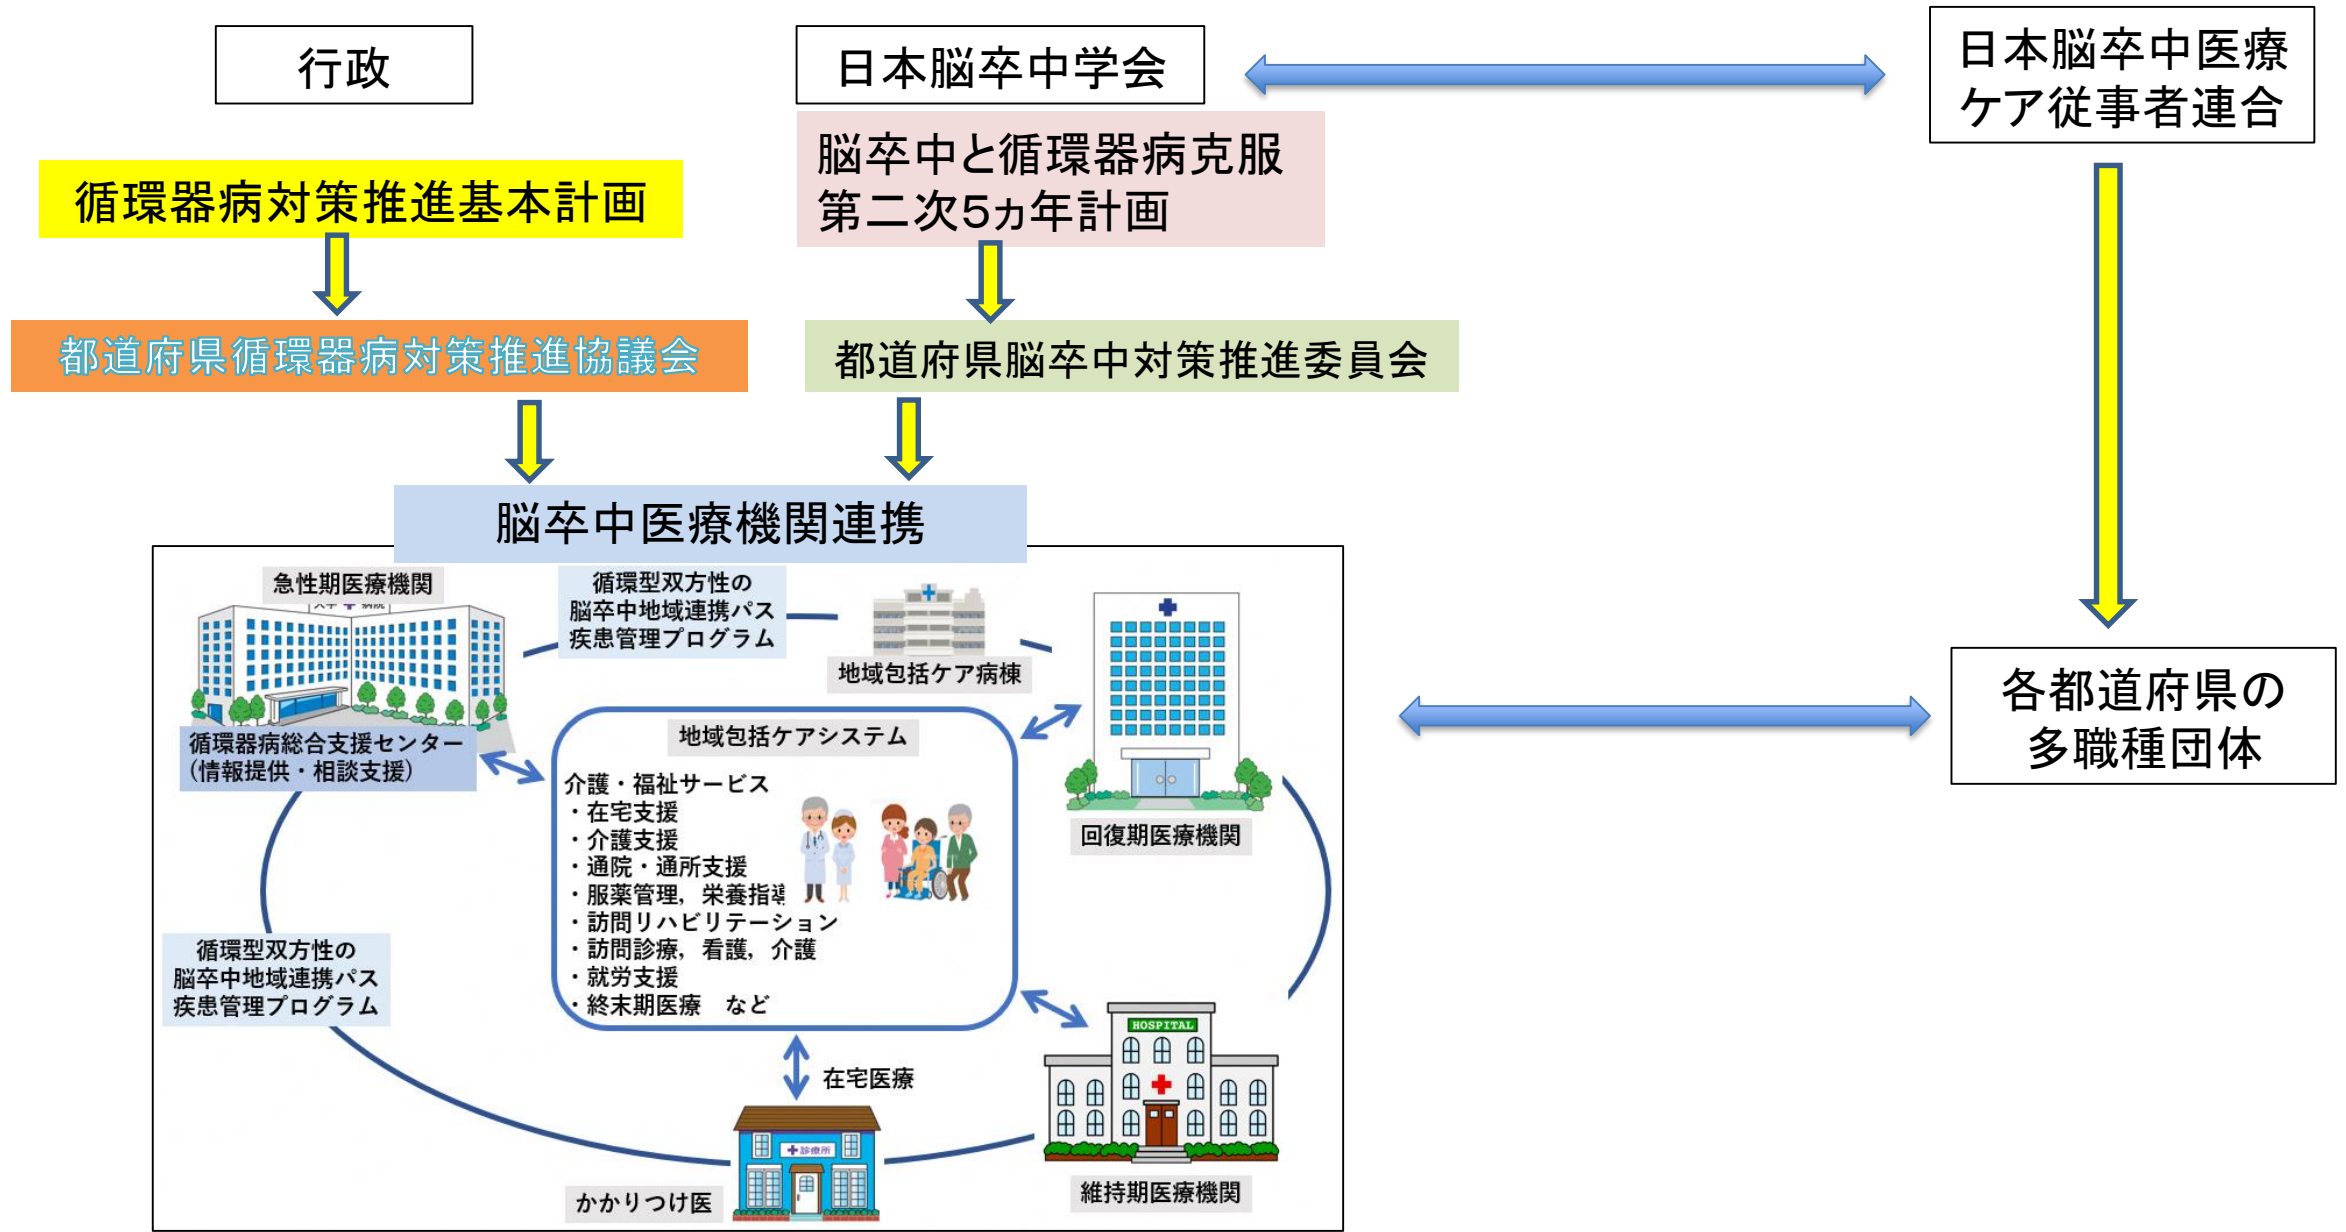 行政
日本脳卒中学会
日本脳卒中医療
ケア従事者連合
循環器病対策推進基本計画
脳卒中と循環器病克服
第二次5ヵ年計画
都道府県循環器病対策推進協議会
都道府県脳卒中対策推進委員会
脳卒中医療機関連携
急性期医療機関
循環型双方性の
脳卒中地域連携パス
疾患管理プログラム
地域包括ケア病棟
各都道府県の
多職種団体
循環器病総合支援センター
(情報提供・相談支援)
地域包括ケアシステム
介護・福祉サービス
・在宅支援
・介護支援
・通院・通所支援
・服薬管理，栄養指導
・訪問リハビリテーション
・訪問診療，看護，介護
・就労支援
・終末期医療　など
回復期医療機関
循環型双方性の
脳卒中地域連携パス
疾患管理プログラム
HOSPITAL
在宅医療
診療所
かかりつけ医
維持期医療機関